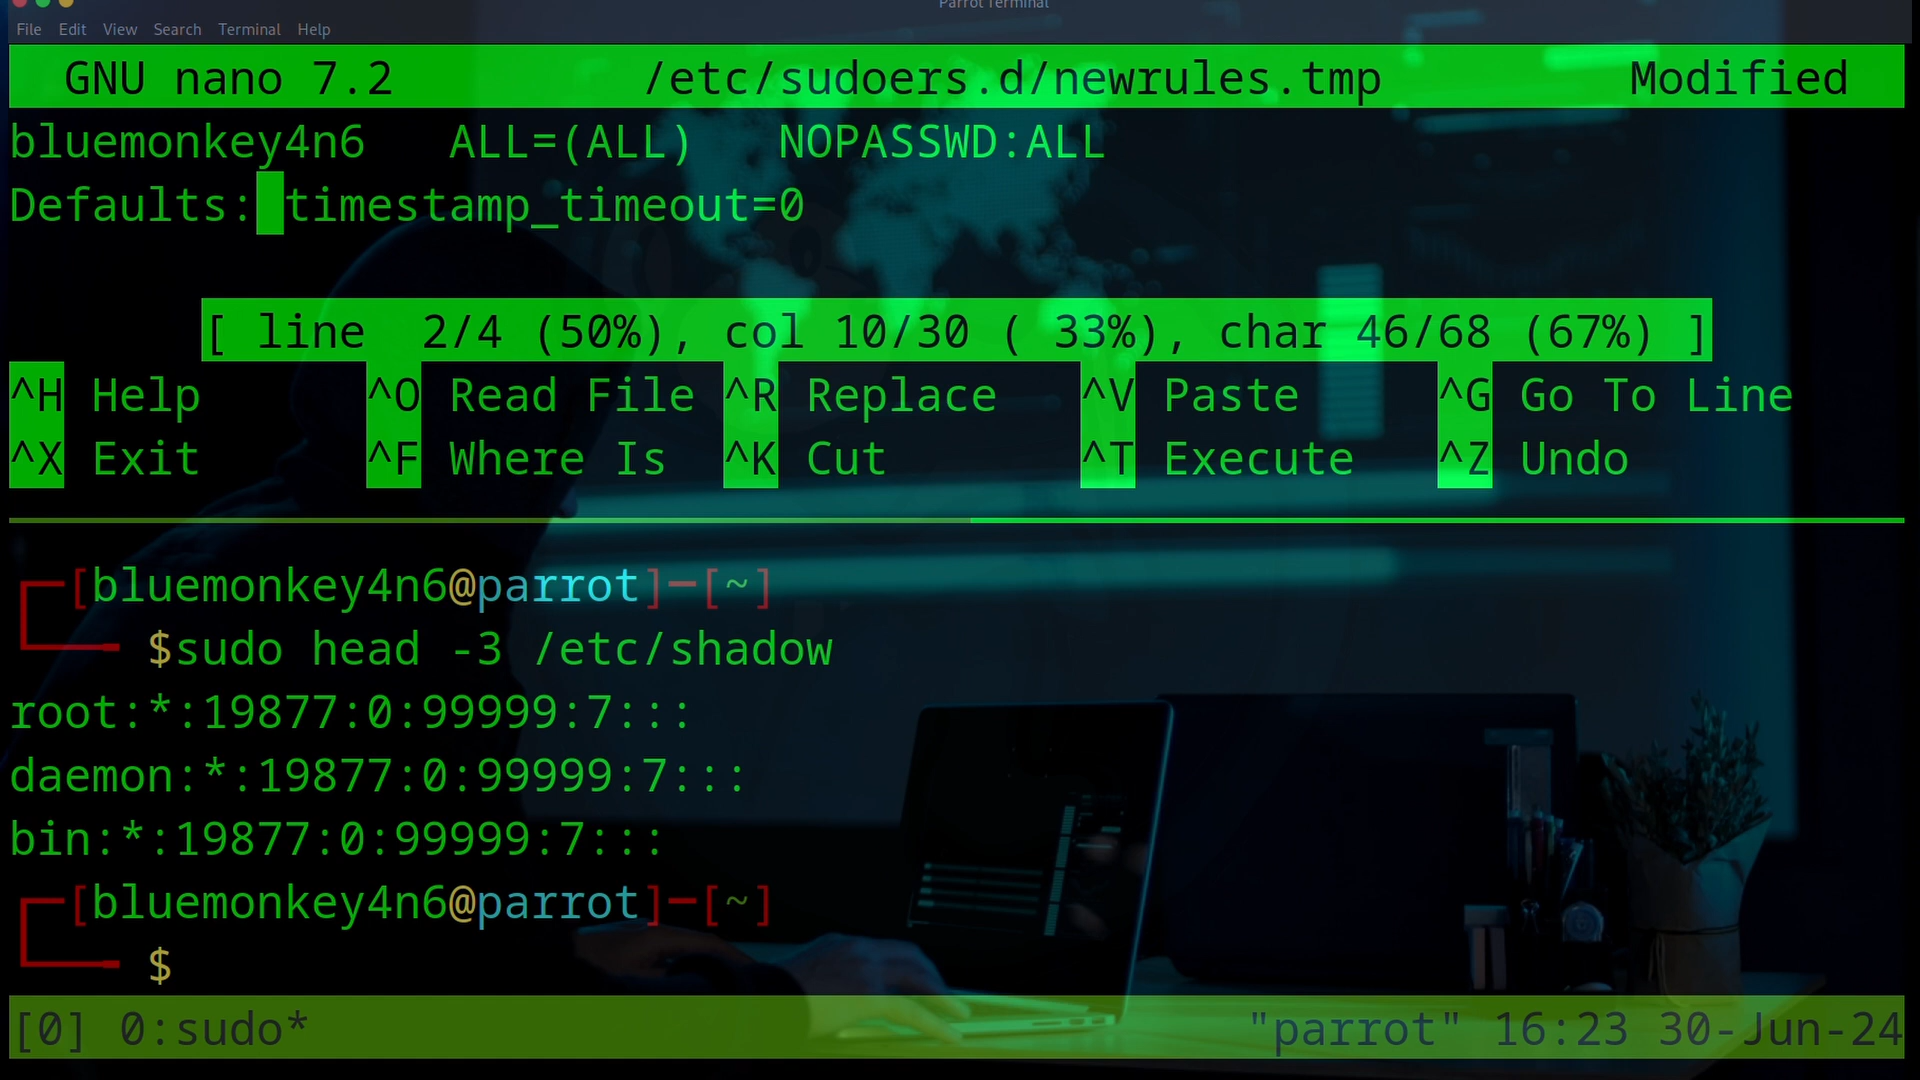 Parrot Terminal
File Edit View Search Terminal Help
GNU nano 7.2 /etc/sudoers.d/newrules.tmp Modified
bluemonkey4n6 ALL=(ALL) NOPASSWD:ALL
Defaults: timestamp_timeout=0
[ line 2/4 (50%), col 10/30 ( 33%), char 46/68 (67%) ]
^H Help ^O Read File ^R Replace ^V Paste ^G Go To Line
^X Exit ^F Where Is ^K Cut ^T Execute ^Z Undo
┌─[bluemonkey4n6@parrot]─[~]
└── $sudo head -3 /etc/shadow
root:*:19877:0:99999:7:::
daemon:*:19877:0:99999:7:::
bin:*:19877:0:99999:7:::
┌─[bluemonkey4n6@parrot]─[~]
└── $
[0] 0:sudo* "parrot" 16:23 30-Jun-24